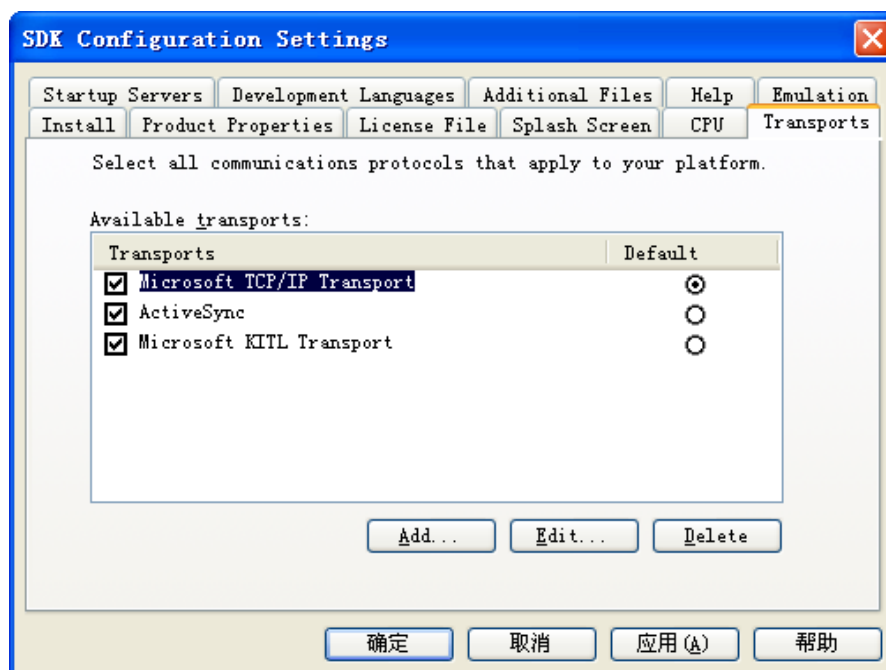 SDK Configuration Settings
Startup Servers Development Languages Additional Files Help Emulation
Install Product Properties License File Splash Screen CPU Transports
Select all communications protocols that apply to your platform.
Available transports:
Transports Default
Microsoft TCP/IP Transport
ActiveSync
Microsoft KITL Transport
Add... Edit... Delete
确定 取消 应用(A) 帮助